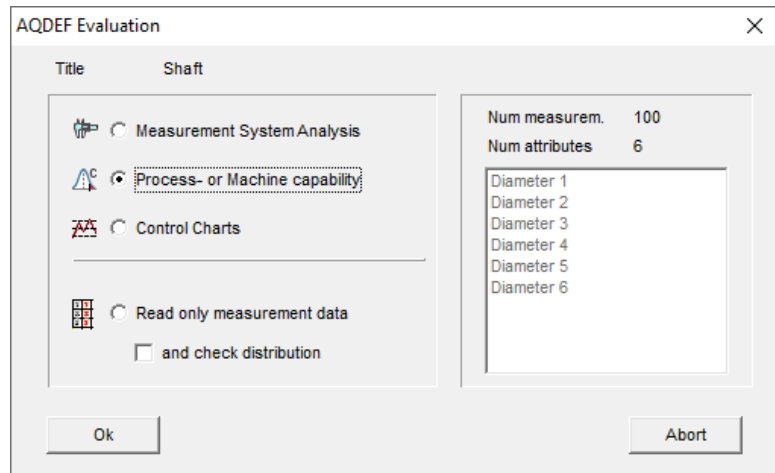 AQDEF Evaluation
Title Shaft
Measurement System Analysis
Process- or Machine capability
Control Charts
Read only measurement data
and check distribution
Num measurem. 100
Num attributes 6
Diameter 1
Diameter 2
Diameter 3
Diameter 4
Diameter 5
Diameter 6
Ok
Abort